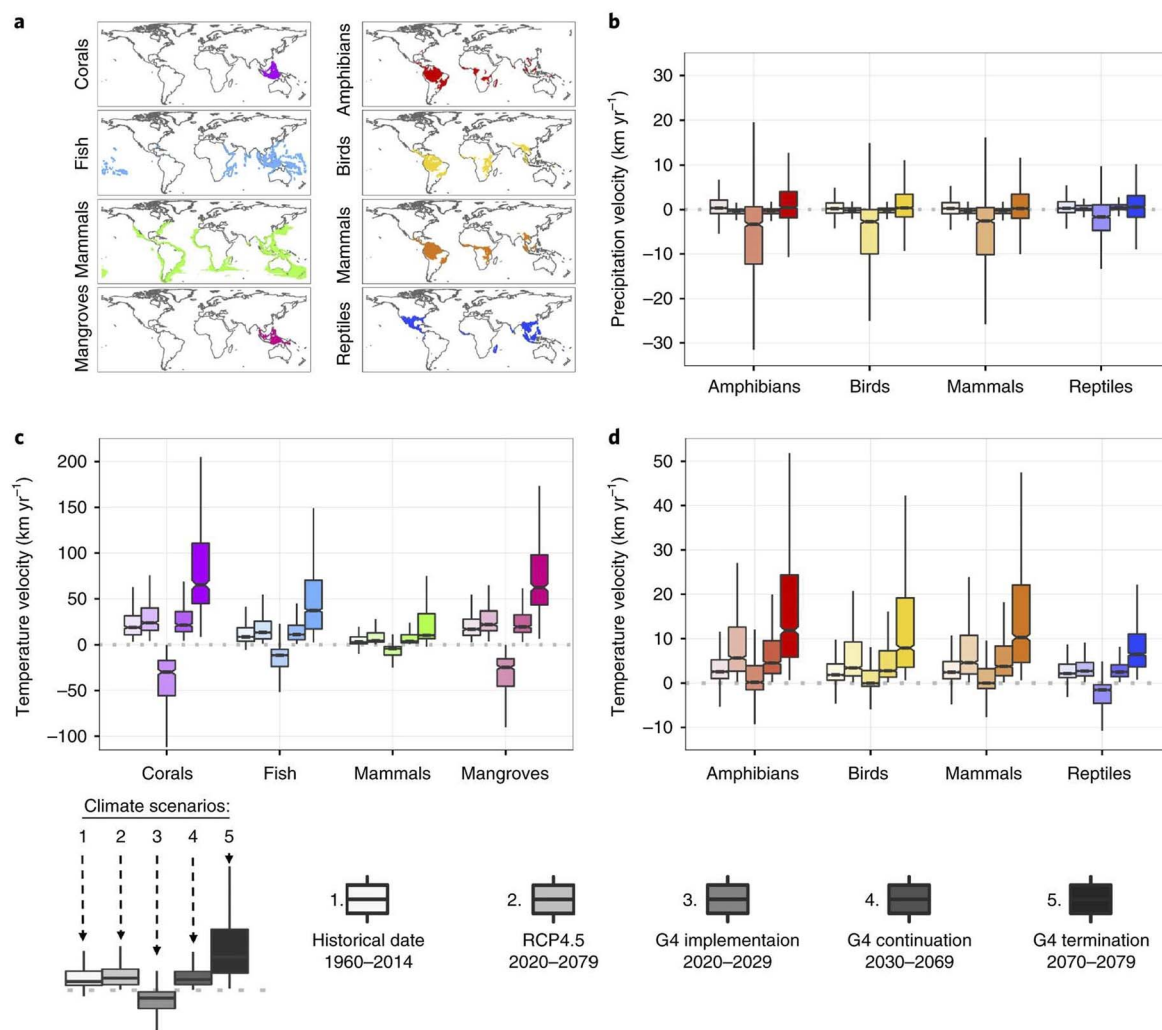 a
Corals
Fish
Mammals
Mangroves
Amphibians
Birds
Mammals
Reptiles
b
Precipitation velocity (km yr⁻¹)
30
20
10
0
−10
−20
−30
Amphibians Birds Mammals Reptiles
c
Temperature velocity (km yr⁻¹)
200
150
100
50
0
−50
−100
Corals Fish Mammals Mangroves
d
Temperature velocity (km yr⁻¹)
50
40
30
20
10
0
−10
Amphibians Birds Mammals Reptiles
Climate scenarios:
1 2 3 4 5
1.
Historical date
1960–2014
2.
RCP4.5
2020–2079
3.
G4 implementaion
2020–2029
4.
G4 continuation
2030–2069
5.
G4 termination
2070–2079